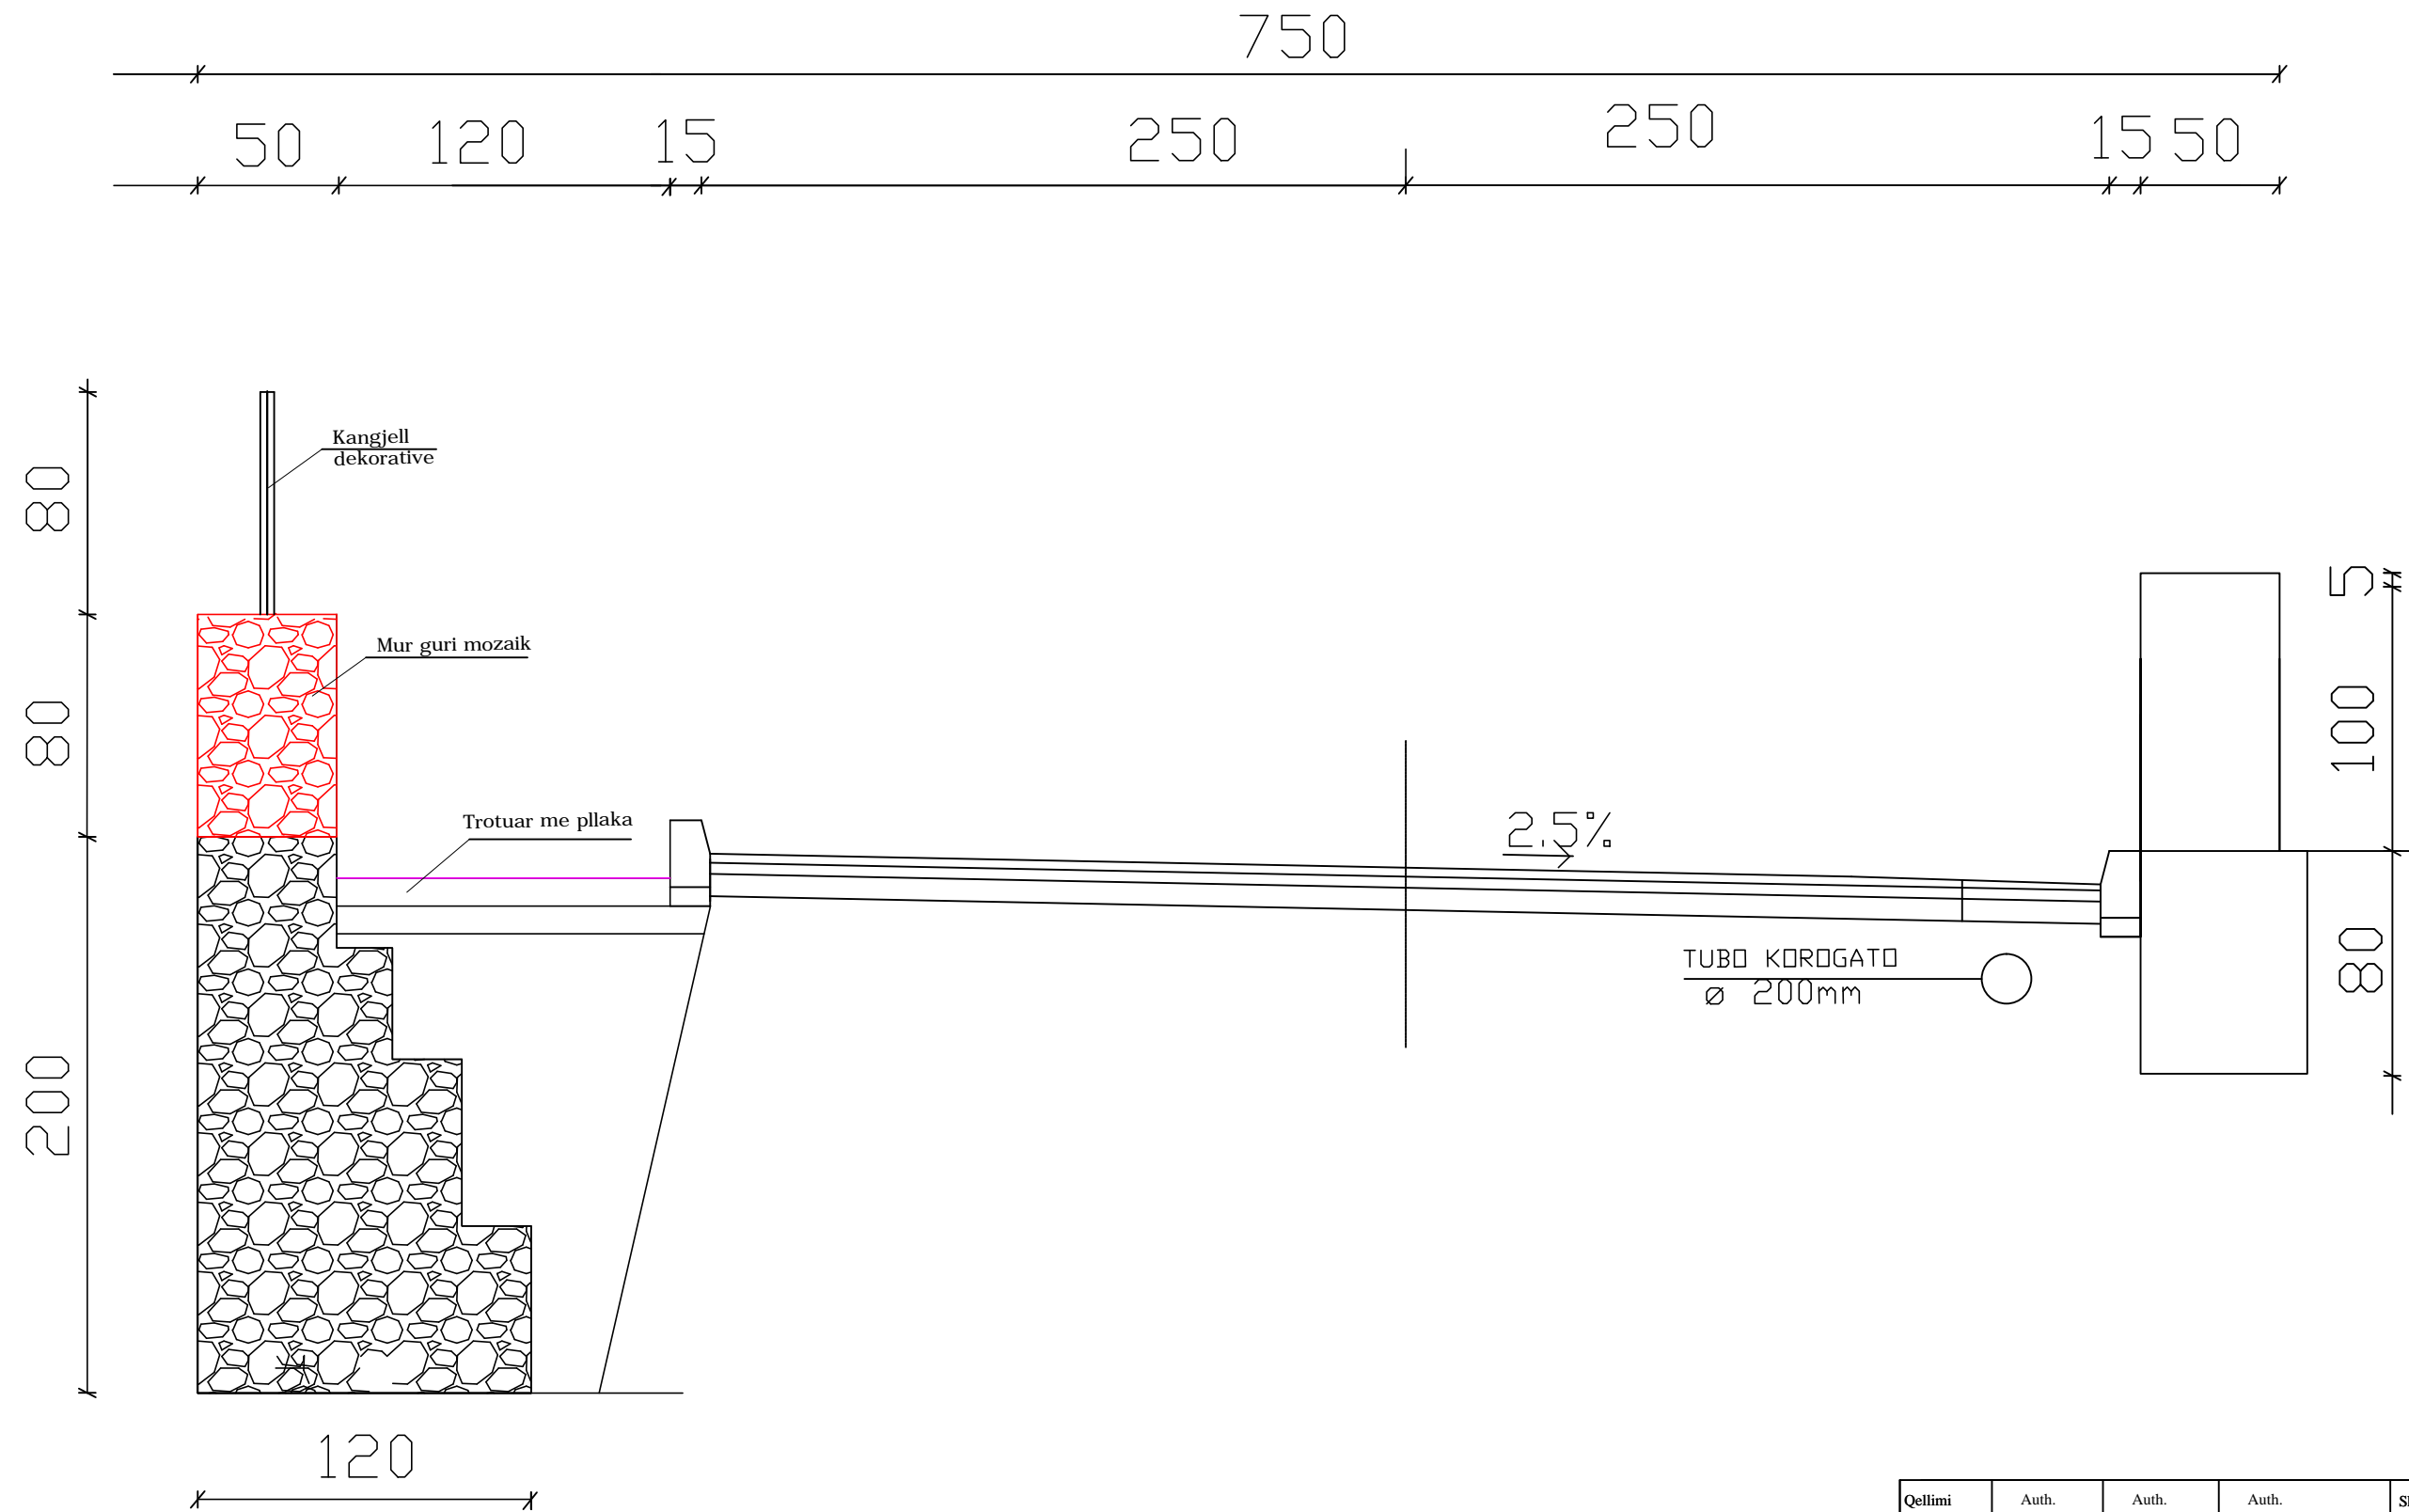 750
50 120 15 250 250 15 50
Kangjell
dekorative
80
5
Mur guri mozaik
80
100
Trotuar me pllaka
2.5%
TUBO KOROGATO
ø 200mm
80
200
120
Qellimi Auth. Auth. Auth.